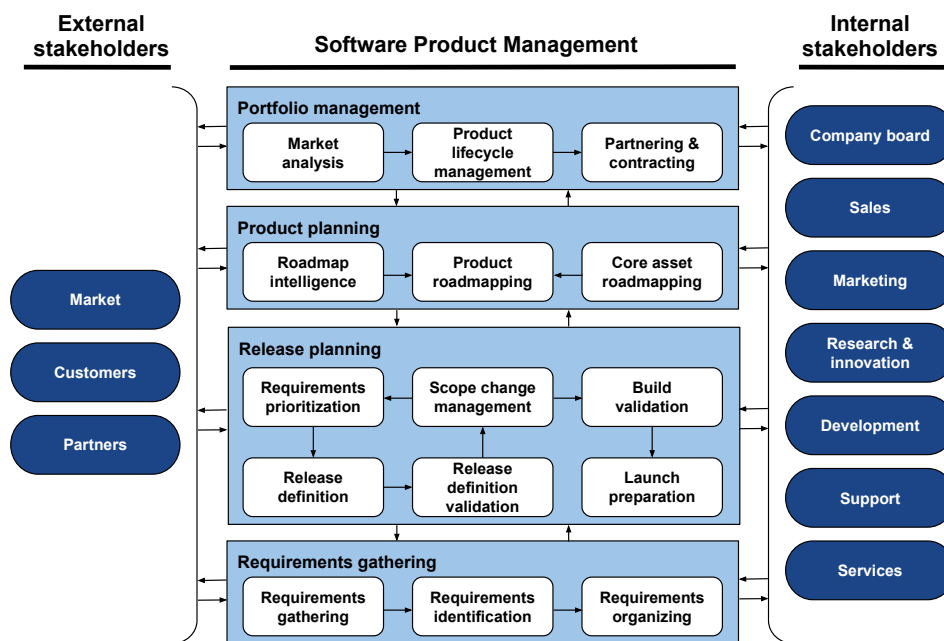 External
stakeholders
Software Product Management
Internal
stakeholders
Portfolio management
Market
analysis
Product
lifecycle
management
Partnering &
contracting
Product planning
Roadmap
intelligence
Product
roadmapping
Core asset
roadmapping
Release planning
Requirements
prioritization
Scope change
management
Build
validation
Release
definition
Release
definition
validation
Launch
preparation
Requirements gathering
Requirements
gathering
Requirements
identification
Requirements
organizing
Market
Customers
Partners
Company board
Sales
Marketing
Research &
innovation
Development
Support
Services